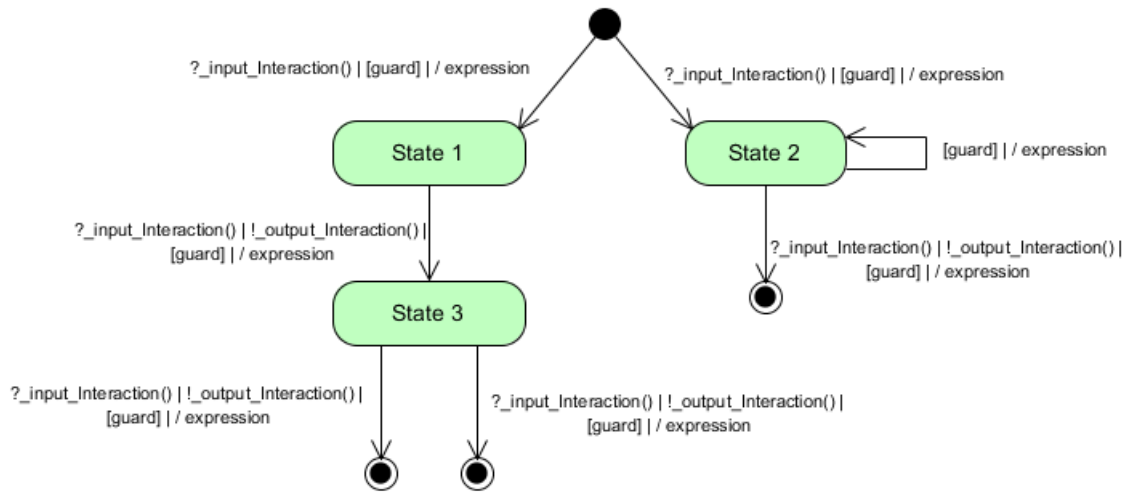 ?_input_Interaction() | [guard] | / expression
?_input_Interaction() | [guard] | / expression
State 1
State 2
[guard] | / expression
?_input_Interaction() | !_output_Interaction() |
[guard] | / expression
?_input_Interaction() | !_output_Interaction() |
[guard] | / expression
State 3
?_input_Interaction() | !_output_Interaction() |
[guard] | / expression
?_input_Interaction() | !_output_Interaction() |
[guard] | / expression